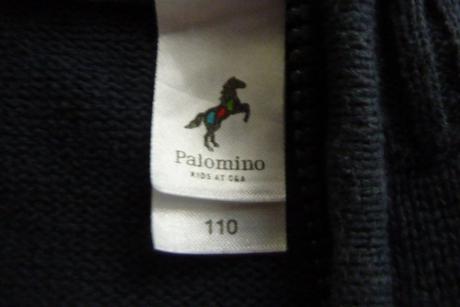 Palomino
KIDS AT C&A
110